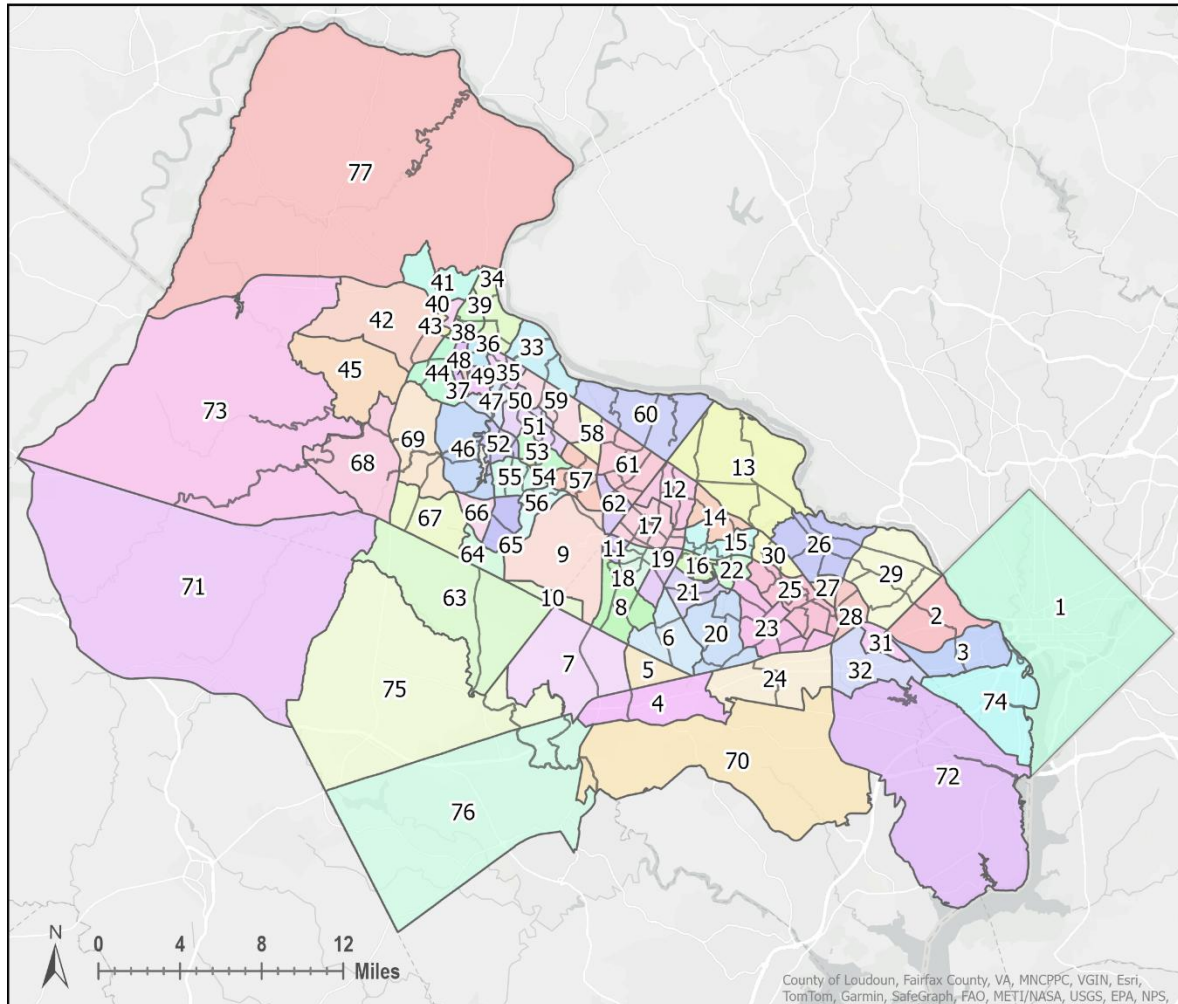 77
41 34
40 39
42
43 38 36
33
48
44 49 35
45
37
47 50 59
60
51 58
73
69 46 52
53 13
68
61
55 54 57 12
66 56 62
67 14
17
65
64 9 11 15 26
19 16 30
71 18 22 29
63 10 8 21 25 27
28 2 1
6 20 23 31
3
7 5 32
75 24
4 74
70
72
76
N
0 4 8 12
Miles
County of Loudoun, Fairfax County, VA, MNCPPC, VGIN, Esri,
TomTom, Garmin, SafeGraph, FAO, METI/NASA, USGS, EPA, NPS,